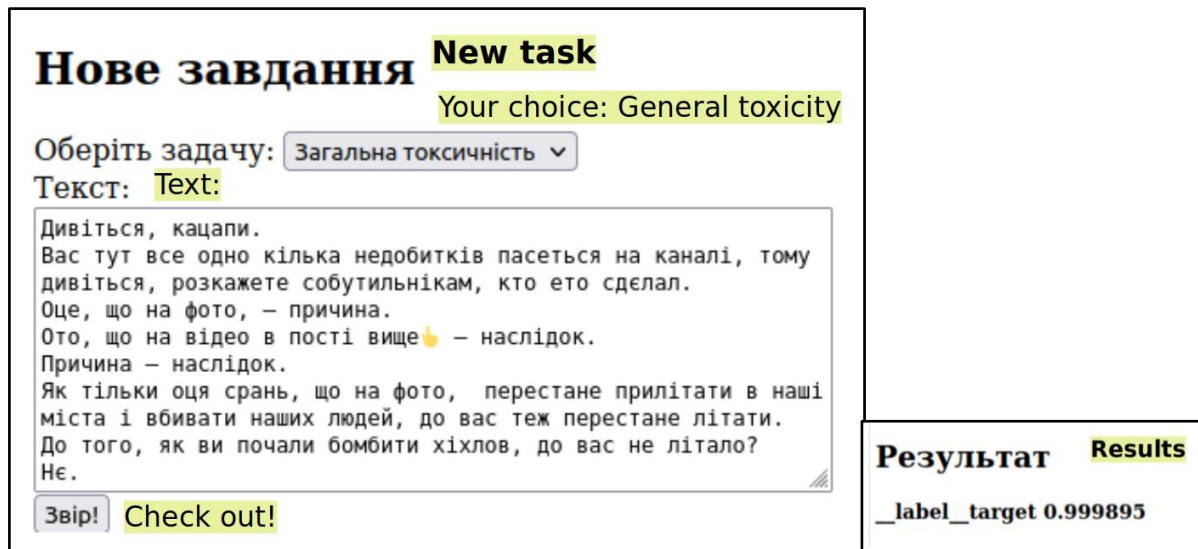 Нове завдання New task
Your choice: General toxicity
Оберіть задачу: Загальна токсичність
Текст: Text:
Дивіться, кацапи.
Вас тут все одно кілька недобитків пасеться на каналі, тому
дивіться, розкажете собутильнікам, кто ето сдєлал.
Оце, що на фото, — причина.
Ото, що на відео в пості вище👆 — наслідок.
Причина — наслідок.
Як тільки оця срань, що на фото,  перестане прилітати в наші
міста і вбивати наших людей, до вас теж перестане літати.
До того, як ви почали бомбити хіхлов, до вас не літало?
Нє.
Звір! Check out!
Результат Results
__label__target 0.999895